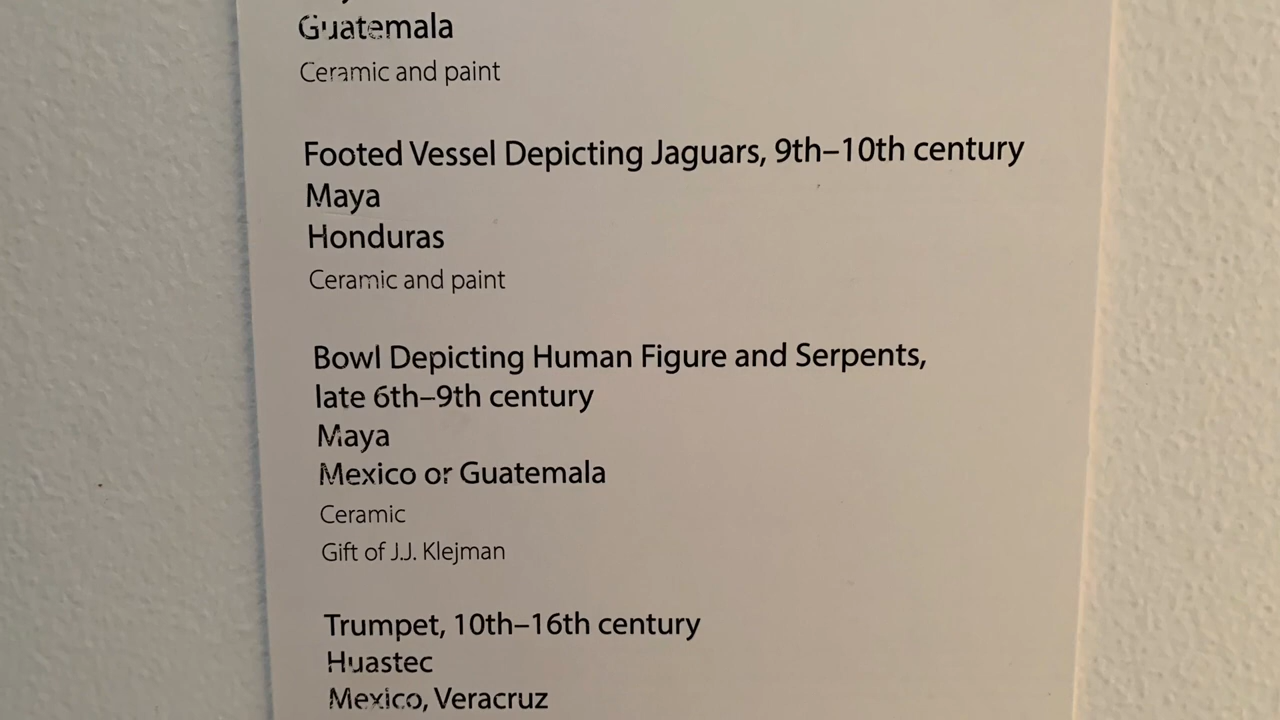 Guatemala
Ceramic and paint
Footed Vessel Depicting Jaguars, 9th–10th century
Maya
Honduras
Ceramic and paint
Bowl Depicting Human Figure and Serpents,
late 6th–9th century
Maya
Mexico or Guatemala
Ceramic
Gift of J.J. Klejman
Trumpet, 10th–16th century
Huastec
Mexico, Veracruz